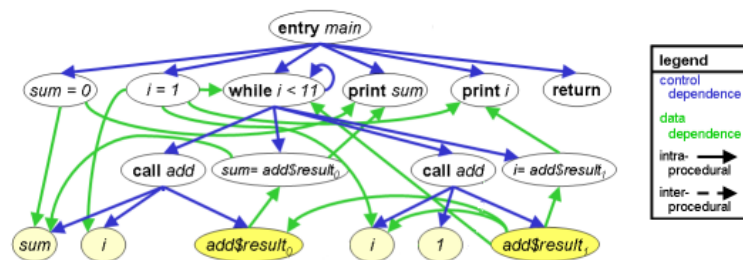 entry main
sum = 0
i = 1
while i < 11
print sum
print i
return
call add
sum= add$result0
call add
i= add$result1
sum
i
add$result0
i
1
add$result1
legend
control
dependence
data
dependence
intra-
procedural
inter-
procedural